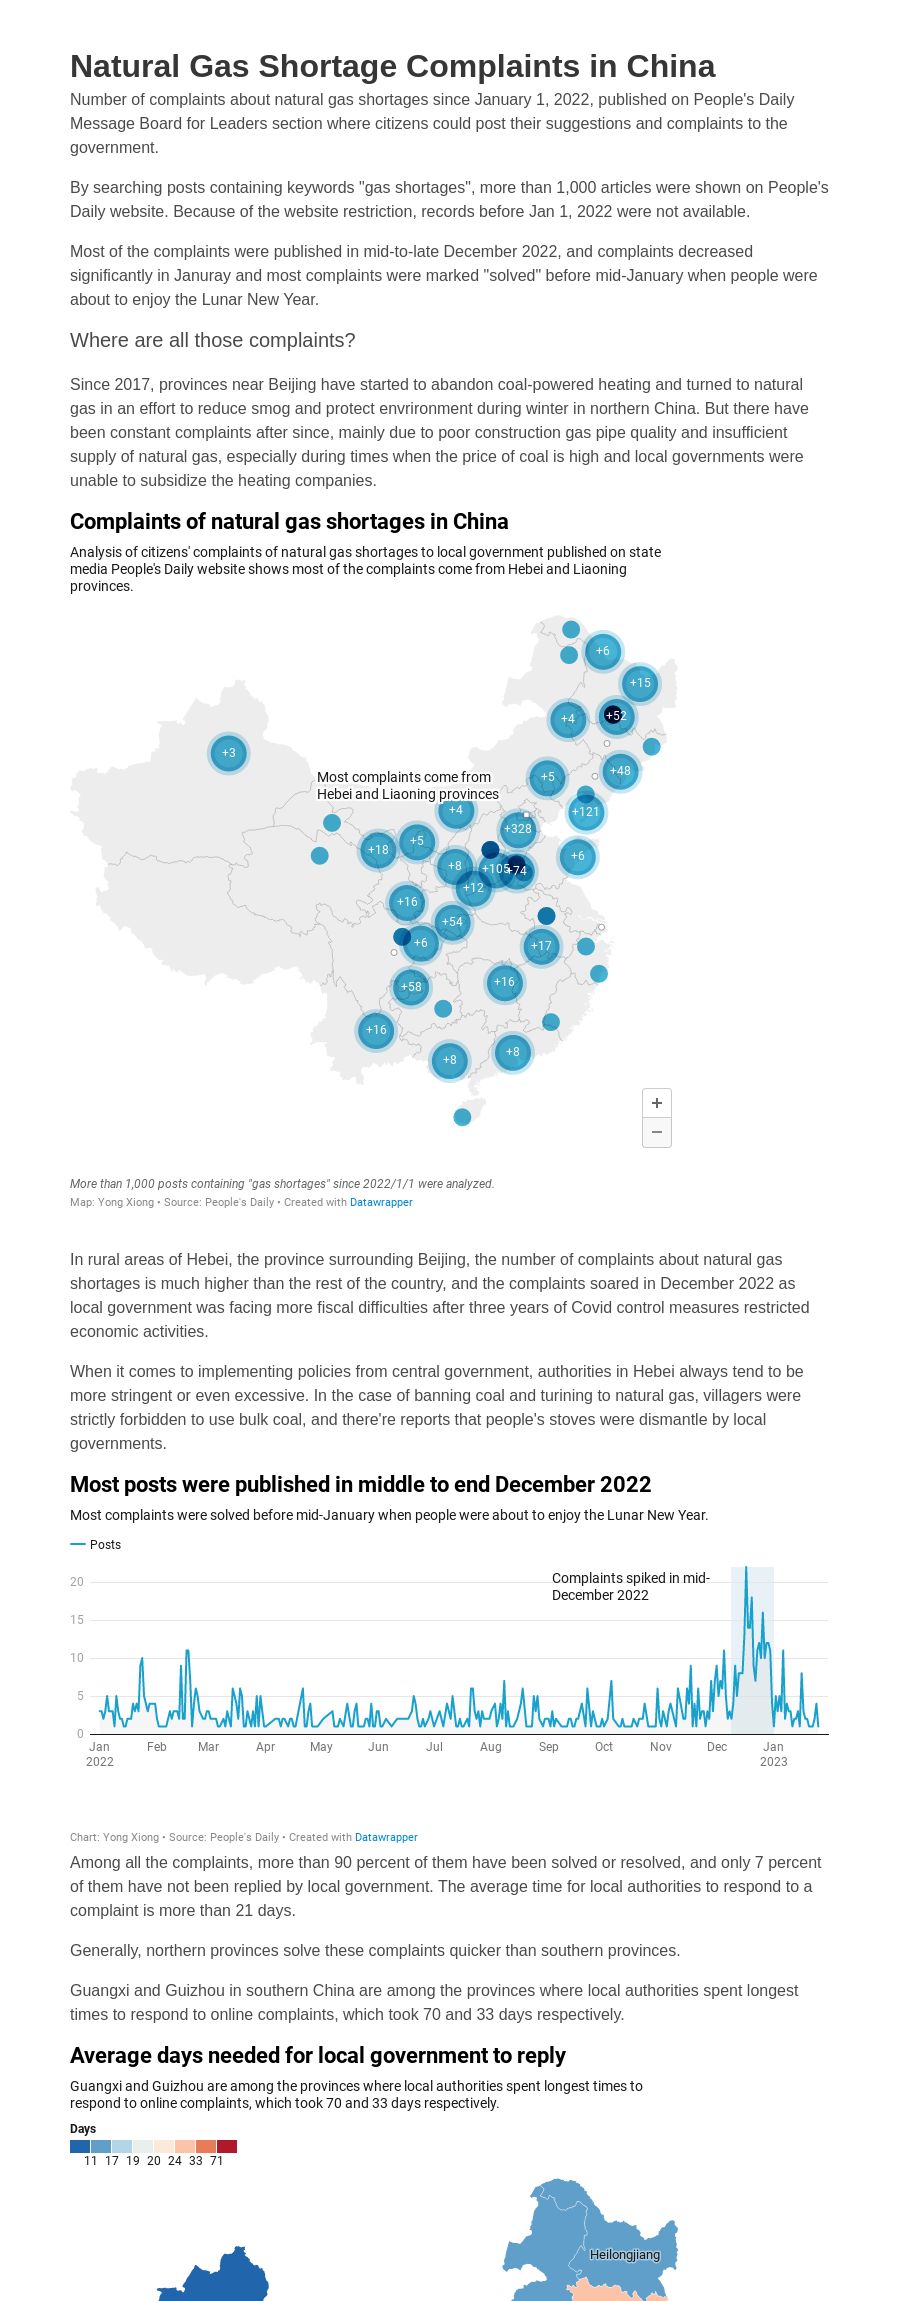 Natural Gas Shortage Complaints in China
Number of complaints about natural gas shortages since January 1, 2022, published on People's Daily
Message Board for Leaders section where citizens could post their suggestions and complaints to the
government.
By searching posts containing keywords "gas shortages", more than 1,000 articles were shown on People's
Daily website. Because of the website restriction, records before Jan 1, 2022 were not available.
Most of the complaints were published in mid-to-late December 2022, and complaints decreased
significantly in Januray and most complaints were marked "solved" before mid-January when people were
about to enjoy the Lunar New Year.
Where are all those complaints?
Since 2017, provinces near Beijing have started to abandon coal-powered heating and turned to natural
gas in an effort to reduce smog and protect envrironment during winter in northern China. But there have
been constant complaints after since, mainly due to poor construction gas pipe quality and insufficient
supply of natural gas, especially during times when the price of coal is high and local governments were
unable to subsidize the heating companies.
Complaints of natural gas shortages in China
Analysis of citizens' complaints of natural gas shortages to local government published on state
media People's Daily website shows most of the complaints come from Hebei and Liaoning
provinces.
+6
+15
+52
+4
+3
+48
+5
Most complaints come from
Hebei and Liaoning provinces
+4
+121
+328
+5
+18
+6
+8
+105
+74
+12
+16
+54
+6
+17
+16
+58
+16
+8
+8
+
−
More than 1,000 posts containing "gas shortages" since 2022/1/1 were analyzed.
Map: Yong Xiong • Source: People's Daily • Created with Datawrapper
In rural areas of Hebei, the province surrounding Beijing, the number of complaints about natural gas
shortages is much higher than the rest of the country, and the complaints soared in December 2022 as
local government was facing more fiscal difficulties after three years of Covid control measures restricted
economic activities.
When it comes to implementing policies from central government, authorities in Hebei always tend to be
more stringent or even excessive. In the case of banning coal and turining to natural gas, villagers were
strictly forbidden to use bulk coal, and there're reports that people's stoves were dismantle by local
governments.
Most posts were published in middle to end December 2022
Most complaints were solved before mid-January when people were about to enjoy the Lunar New Year.
Posts
Complaints spiked in mid-
December 2022
20
15
10
5
0
Jan Feb Mar Apr May Jun Jul Aug Sep Oct Nov Dec Jan
2022 2023
Chart: Yong Xiong • Source: People's Daily • Created with Datawrapper
Among all the complaints, more than 90 percent of them have been solved or resolved, and only 7 percent
of them have not been replied by local government. The average time for local authorities to respond to a
complaint is more than 21 days.
Generally, northern provinces solve these complaints quicker than southern provinces.
Guangxi and Guizhou in southern China are among the provinces where local authorities spent longest
times to respond to online complaints, which took 70 and 33 days respectively.
Average days needed for local government to reply
Guangxi and Guizhou are among the provinces where local authorities spent longest times to
respond to online complaints, which took 70 and 33 days respectively.
Days
11 17 19 20 24 33 71
Heilongjiang